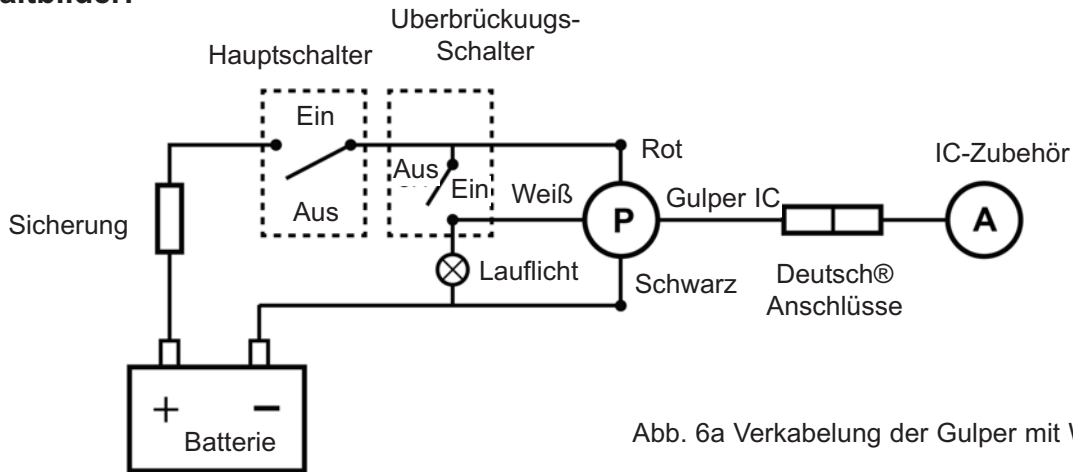 Uberbrückuugs-
Schalter
Hauptschalter
Ein
Aus
Aus
Ein
Weiß
Rot
Gulper IC
IC-Zubehör
P
A
Sicherung
Lauflicht
Schwarz
Deutsch®
Anschlüsse
+ −
Batterie
Abb. 6a Verkabelung der Gulper mit